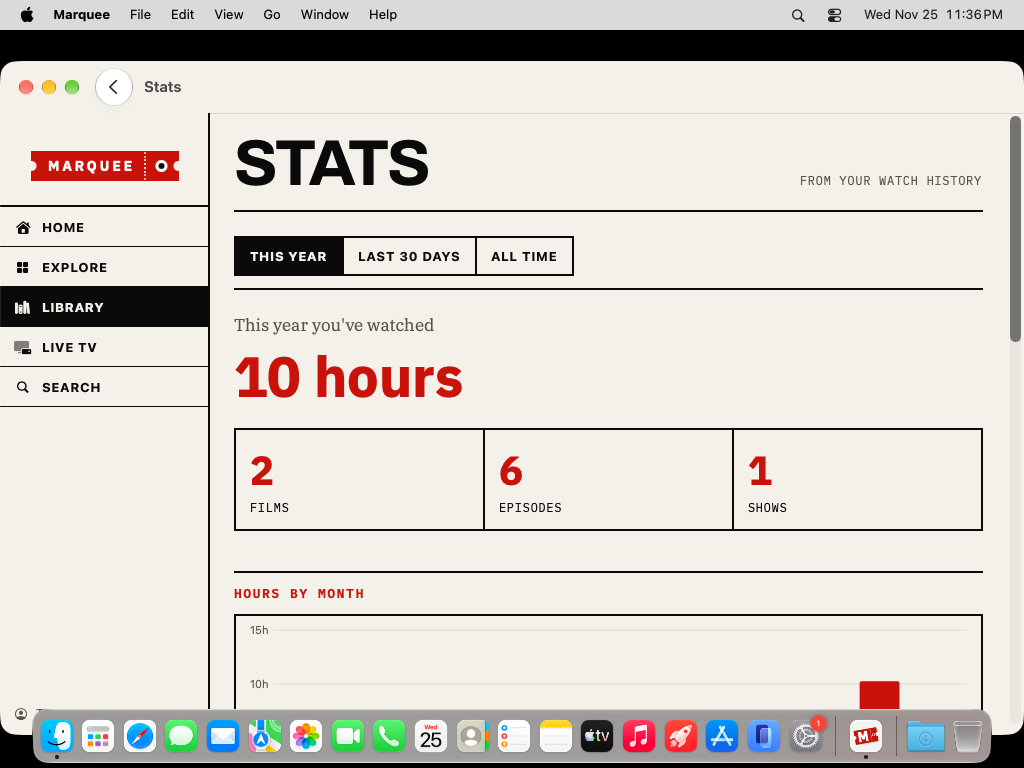 Marquee File Edit View Go Window Help Wed Nov 25 11:36 PM
Stats
MARQUEE
HOME
EXPLORE
LIBRARY
LIVE TV
SEARCH
STATS
FROM YOUR WATCH HISTORY
THIS YEAR LAST 30 DAYS ALL TIME
This year you've watched
10 hours
2 6 1
FILMS EPISODES SHOWS
HOURS BY MONTH
15h
10h
Wed
25
tv
1
M